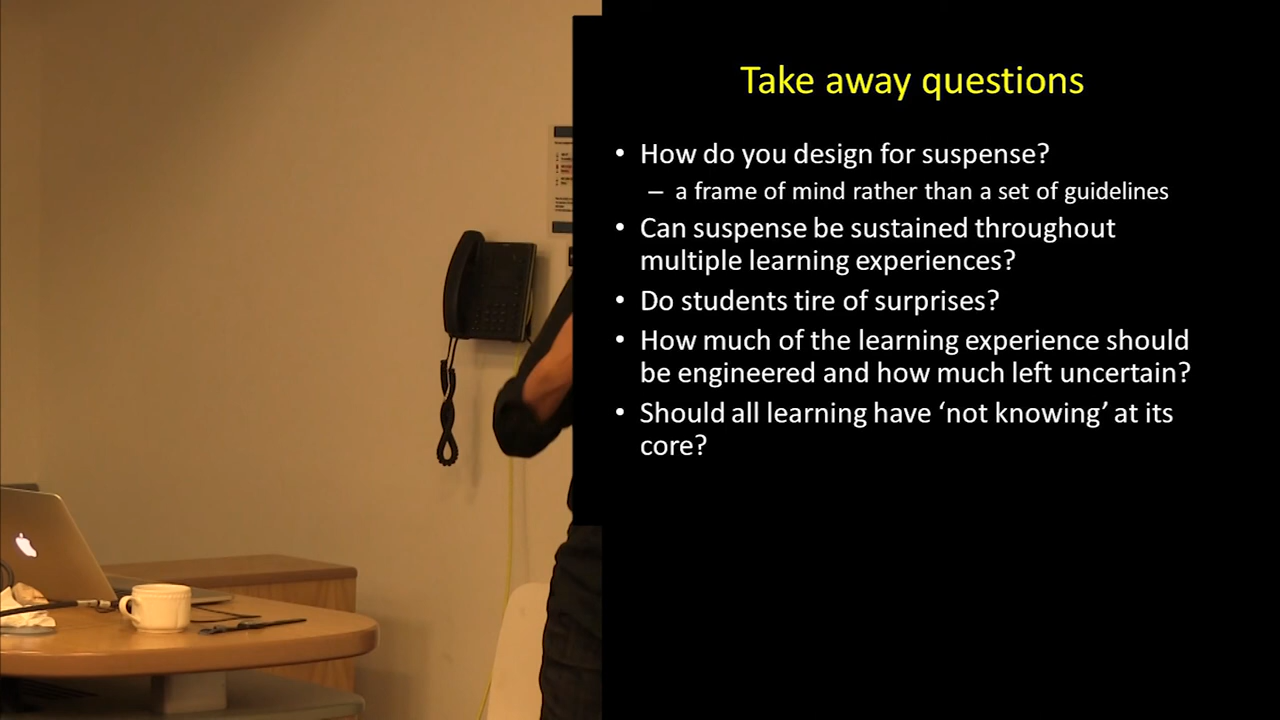 Take away questions
• How do you design for suspense?
– a frame of mind rather than a set of guidelines
• Can suspense be sustained throughout
multiple learning experiences?
• Do students tire of surprises?
• How much of the learning experience should
be engineered and how much left uncertain?
• Should all learning have ‘not knowing’ at its
core?